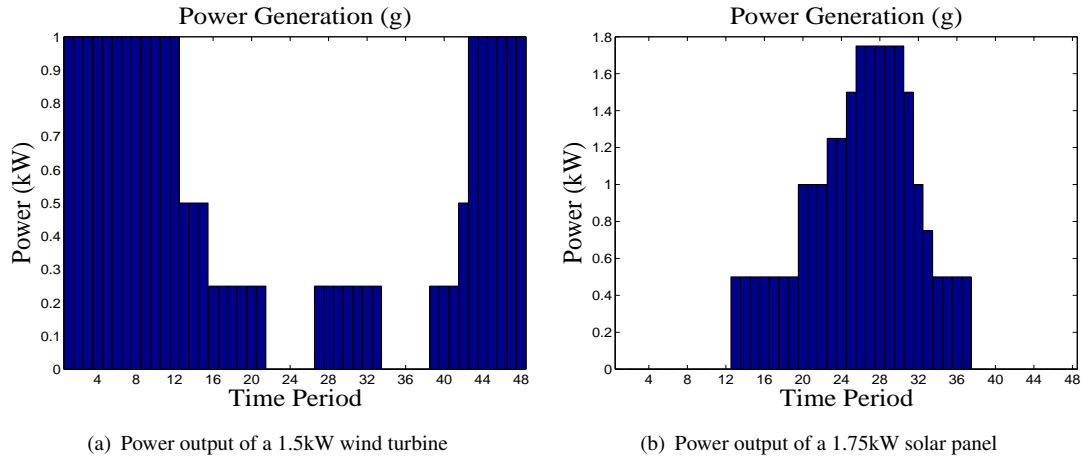 Power Generation (g)
1
0.9
0.8
0.7
0.6
0.5
0.4
0.3
0.2
0.1
0
Power (kW)
4 8 12 16 20 24 28 32 36 40 44 48
Time Period
(a) Power output of a 1.5kW wind turbine
Power Generation (g)
1.8
1.6
1.4
1.2
1
0.8
0.6
0.4
0.2
0
Power (kW)
4 8 12 16 20 24 28 32 36 40 44 48
Time Period
(b) Power output of a 1.75kW solar panel